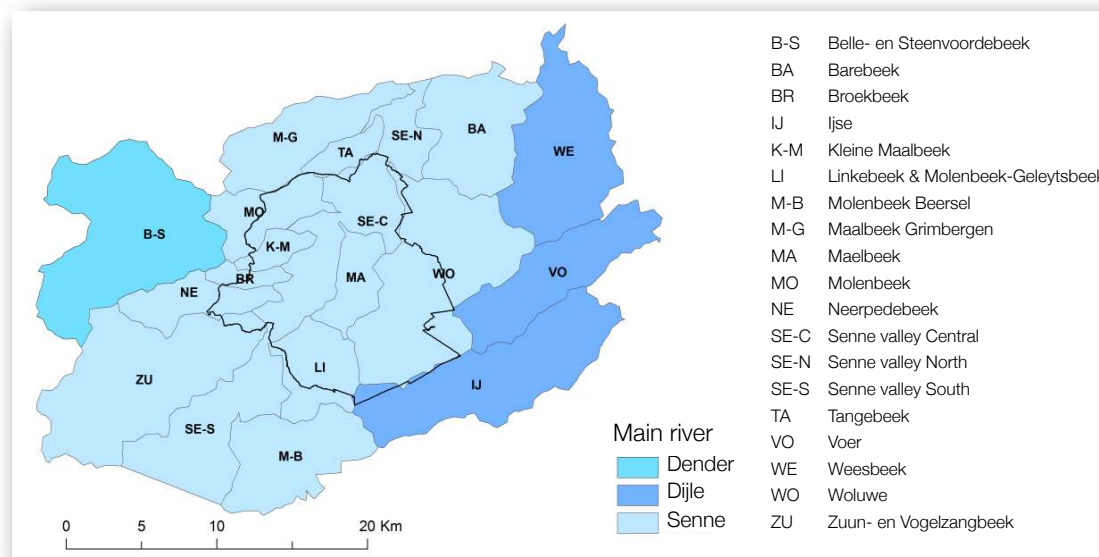 M-G
SE-N
BA
TA
WE
MO
SE-C
B-S
K-M
BR
MA
WO
VO
NE
LI
ZU
IJ
SE-S
M-B
Main river
Dender
Dijle
Senne
0 5 10 20 Km
B-S Belle- en Steenvoordebeek
BA Barebeek
BR Broekbeek
IJ Ijse
K-M Kleine Maalbeek
LI Linkebeek & Molenbeek-Geleytsbeek
M-B Molenbeek Beersel
M-G Maalbeek Grimbergen
MA Maelbeek
MO Molenbeek
NE Neerpedebeek
SE-C Senne valley Central
SE-N Senne valley North
SE-S Senne valley South
TA Tangebeek
VO Voer
WE Weesbeek
WO Woluwe
ZU Zuun- en Vogelzangbeek